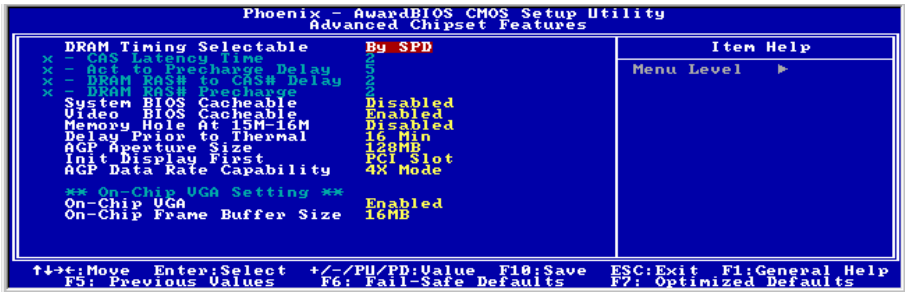 Phoenix - AwardBIOS CMOS Setup Utility
Advanced Chipset Features
DRAM Timing Selectable By SPD
x - CAS Latency Time 2
x - Act to Precharge Delay 5
x - DRAM RAS# to CAS# Delay 2
x - DRAM RAS# Precharge 2
System BIOS Cacheable Disabled
Video BIOS Cacheable Enabled
Memory Hole At 15M-16M Disabled
Delay Prior to Thermal 16 Min
AGP Aperture Size 128MB
Init Display First PCI Slot
AGP Data Rate Capability 4X Mode
** On-Chip VGA Setting **
On-Chip VGA Enabled
On-Chip Frame Buffer Size 16MB
Item Help
Menu Level ►
↑↓→←:Move Enter:Select +/-/PU/PD:Value F10:Save ESC:Exit F1:General Help
F5: Previous Values F6: Fail-Safe Defaults F7: Optimized Defaults